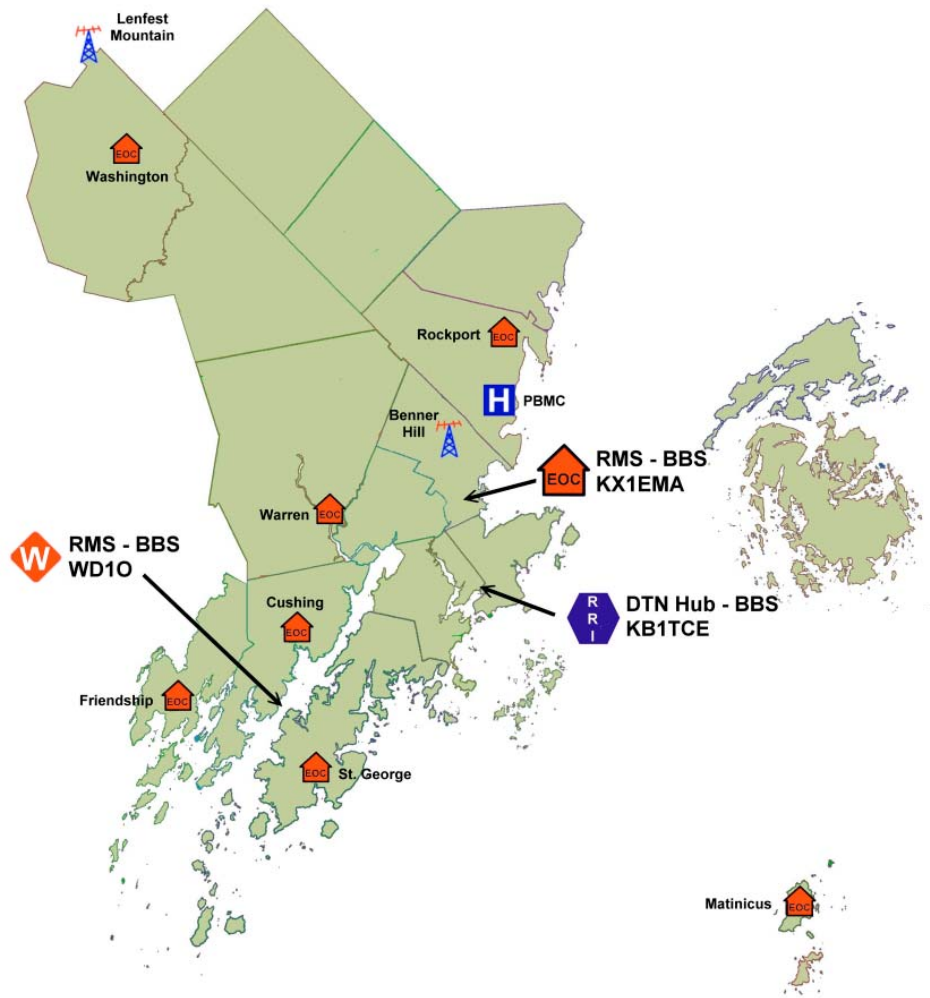 Lenfest
Mountain
EOC
Washington
Rockport
EOC
H
PBMC
Benner
Hill
EOC
RMS - BBS
KX1EMA
Warren
EOC
W
RMS - BBS
WD1O
Cushing
EOC
R
R
I
DTN Hub - BBS
KB1TCE
Friendship
EOC
EOC
St. George
Matinicus
EOC